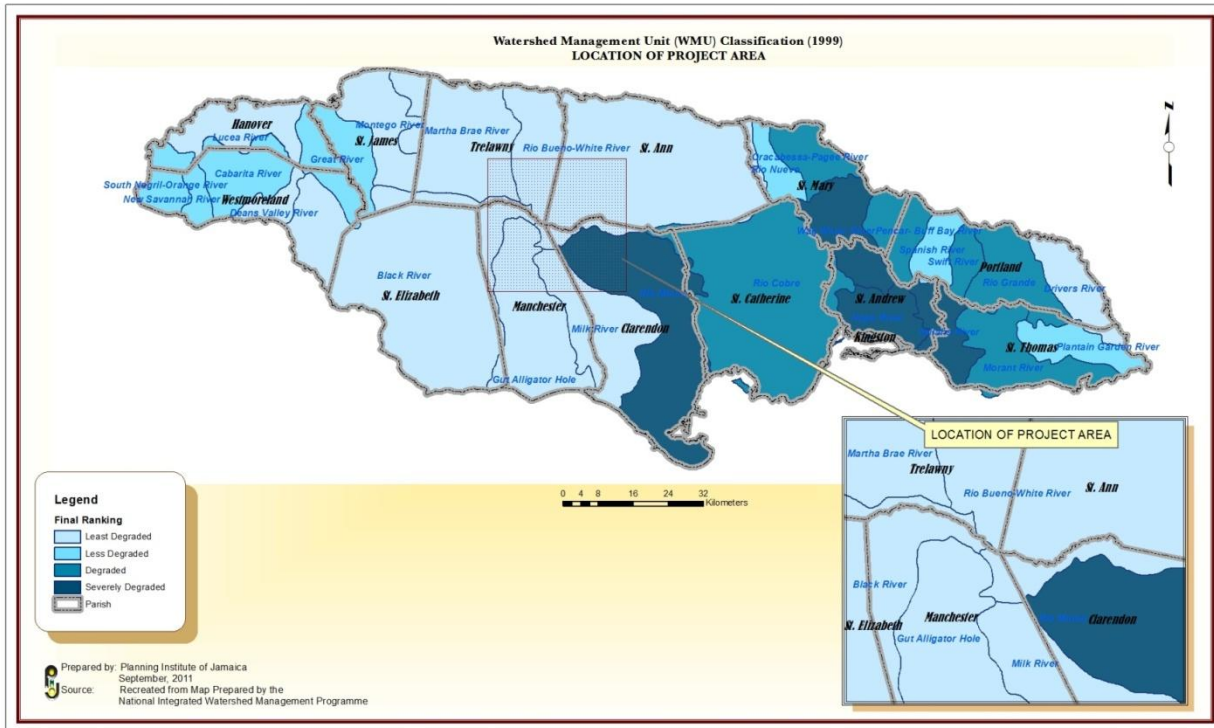 Watershed Management Unit (WMU) Classification (1999)
LOCATION OF PROJECT AREA
Hanover
Lucea River
Montego River
St. James
Martha Brae River
Trelawny
Rio Bueno-White River
St. Ann
Great River
Cabarita River
South Negril-Orange River
New Savannah River
Westmoreland
Deans Valley River
Oracabessa-Pagee River
Rio Nuevo
St. Mary
Pencar- Buff Bay River
Spanish River
Swift River
Portland
Rio Grande
Drivers River
Black River
St. Elizabeth
Manchester
Milk River
Clarendon
Gut Alligator Hole
Rio Cobre
St. Catherine
St. Andrew
Kingston
St. Thomas
Plantain Garden River
Morant River
LOCATION OF PROJECT AREA
Martha Brae River
Trelawny
Rio Bueno-White River
St. Ann
Black River
St. Elizabeth
Manchester
Gut Alligator Hole
Milk River
Clarendon
0 4 8 16 24 32
Kilometers
Legend
Final Ranking
Least Degraded
Less Degraded
Degraded
Severely Degraded
Parish
Prepared by: Planning Institute of Jamaica
September, 2011
Source: Recreated from Map Prepared by the
National Integrated Watershed Management Programme